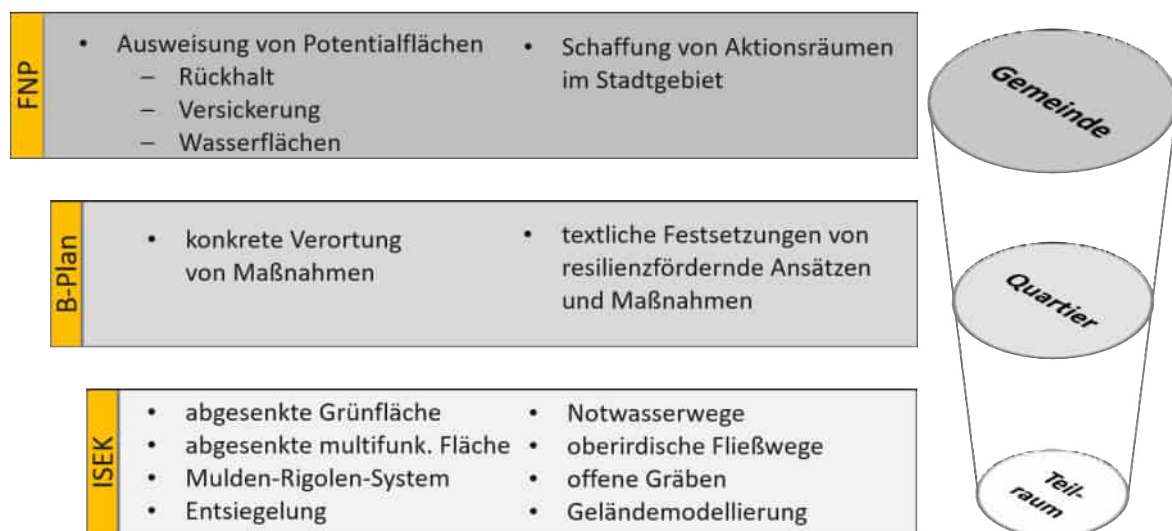 FNP
• Ausweisung von Potentialflächen
– Rückhalt
– Versickerung
– Wasserflächen
• Schaffung von Aktionsräumen
im Stadtgebiet
Gemeinde
B-Plan
• konkrete Verortung
von Maßnahmen
• textliche Festsetzungen von
resilienzfördernde Ansätzen
und Maßnahmen
Quartier
ISEK
• abgesenkte Grünfläche
• abgesenkte multifunk. Fläche
• Mulden-Rigolen-System
• Entsiegelung
• Notwasserwege
• oberirdische Fließwege
• offene Gräben
• Geländemodellierung
Teil-
raum